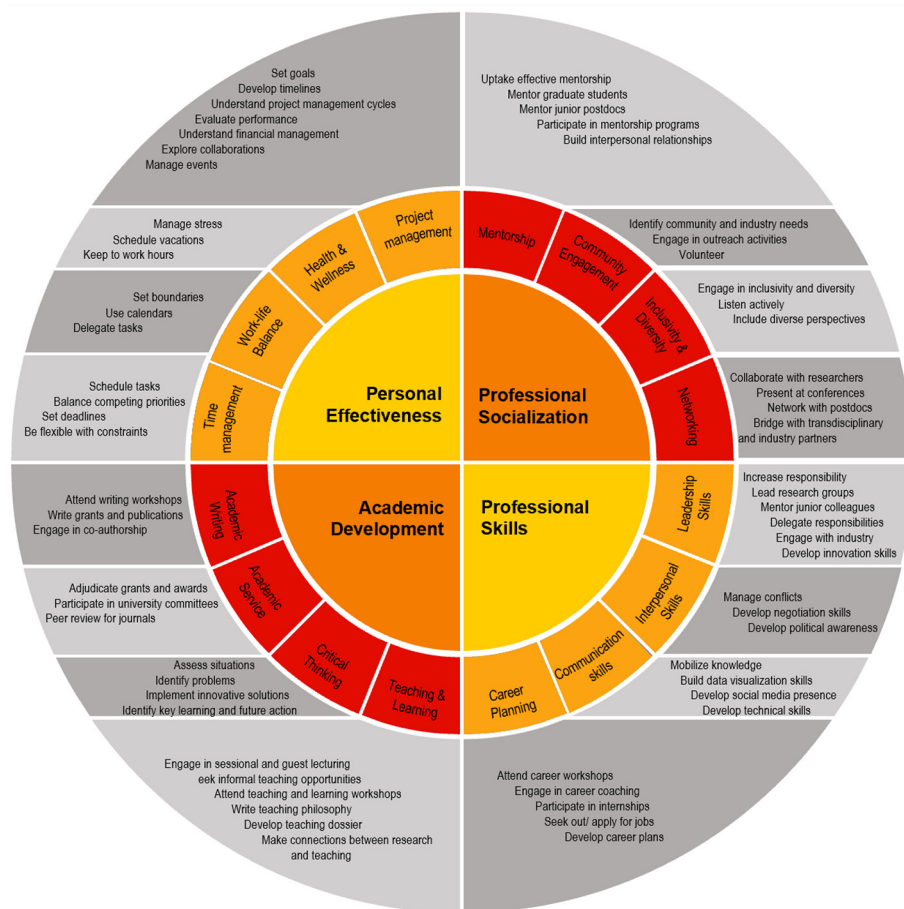 Set goals
Develop timelines
Understand project management cycles
Evaluate performance
Understand financial management
Explore collaborations
Manage events
Uptake effective mentorship
Mentor graduate students
Mentor junior postdocs
Participate in mentorship programs
Build interpersonal relationships
Manage stress
Schedule vacations
Keep to work hours
Health &
Wellness
Project
management
Mentorship
Community
Engagement
Identify community and industry needs
Engage in outreach activities
Volunteer
Set boundaries
Use calendars
Delegate tasks
Work-life
Balance
Inclusivity &
Diversity
Engage in inclusivity and diversity
Listen actively
Include diverse perspectives
Schedule tasks
Balance competing priorities
Set deadlines
Be flexible with constraints
Time
management
Personal
Effectiveness
Professional
Socialization
Networking
Collaborate with researchers
Present at conferences
Network with postdocs
Bridge with transdisciplinary
and industry partners
Attend writing workshops
Write grants and publications
Engage in co-authorship
Academic
Writing
Academic
Development
Professional
Skills
Leadership
Skills
Increase responsibility
Lead research groups
Mentor junior colleagues
Delegate responsibilities
Engage with industry
Develop innovation skills
Adjudicate grants and awards
Participate in university committees
Peer review for journals
Academic
Service
Interpersonal
Skills
Manage conflicts
Develop negotiation skills
Develop political awareness
Assess situations
Identify problems
Implement innovative solutions
Identify key learning and future action
Critical
Thinking
Teaching &
Learning
Career
Planning
Communication
skills
Mobilize knowledge
Build data visualization skills
Develop social media presence
Develop technical skills
Engage in sessional and guest lecturing
eek informal teaching opportunities
Attend teaching and learning workshops
Write teaching philosophy
Develop teaching dossier
Make connections between research
and teaching
Attend career workshops
Engage in career coaching
Participate in internships
Seek out/ apply for jobs
Develop career plans